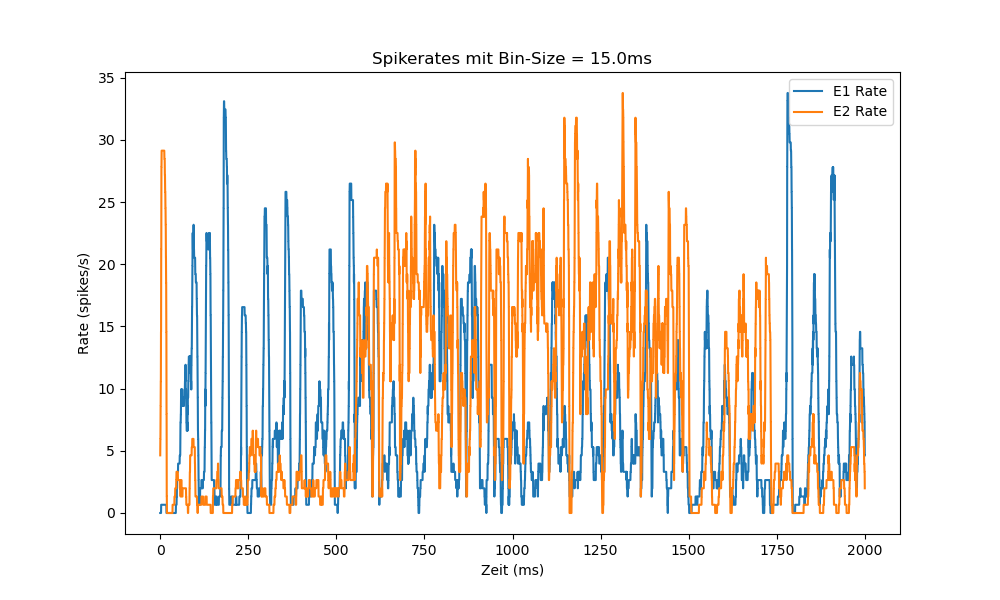 Spikerates mit Bin-Size = 15.0ms
E1 Rate
E2 Rate
Rate (spikes/s)
35
30
25
20
15
10
5
0
0 250 500 750 1000 1250 1500 1750 2000
Zeit (ms)